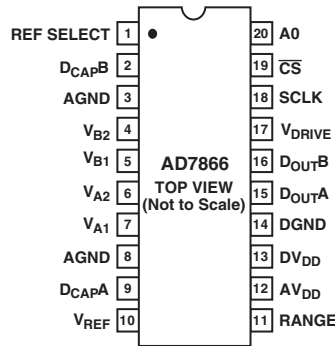 REF SELECT 1 20 A0
DCAPB 2 19 CS
AGND 3 18 SCLK
VB2 4 17 VDRIVE
VB1 5 16 DOUTB
VA2 6 15 DOUTA
VA1 7 14 DGND
AGND 8 13 DVDD
DCAPA 9 12 AVDD
VREF 10 11 RANGE
AD7866
TOP VIEW
(Not to Scale)